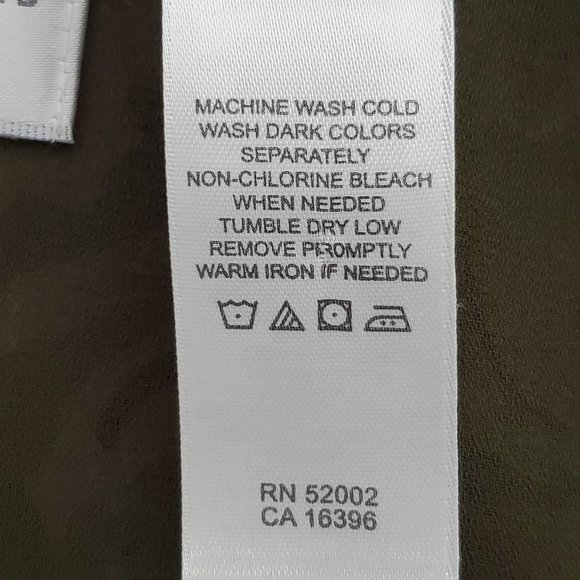 MACHINE WASH COLD
WASH DARK COLORS
SEPARATELY
NON-CHLORINE BLEACH
WHEN NEEDED
TUMBLE DRY LOW
REMOVE PROMPTLY
WARM IRON IF NEEDED
RN 52002
CA 16396